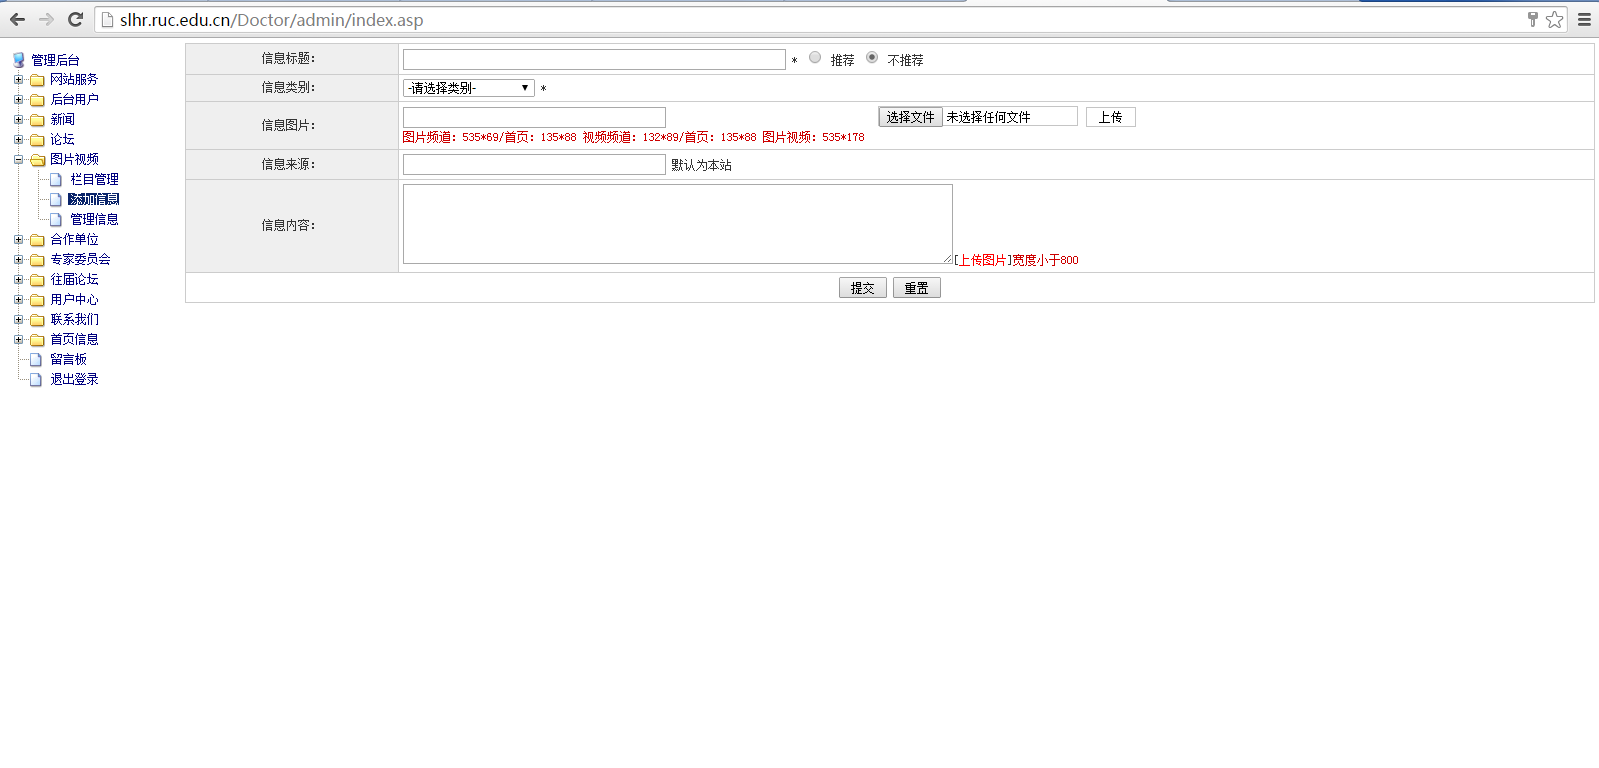 slhr.ruc.edu.cn/Doctor/admin/index.asp
管理后台
网站服务
后台用户
新闻
论坛
图片视频
栏目管理
添加信息
管理信息
合作单位
专家委员会
往届论坛
用户中心
联系我们
首页信息
留言板
退出登录
信息标题： * 推荐 不推荐
信息类别： -请选择类别- *
信息图片： 选择文件 未选择任何文件 上传
图片频道：535*69/首页：135*88 视频频道：132*89/首页：135*88 图片视频：535*178
信息来源： 默认为本站
信息内容： [上传图片]宽度小于800
提交 重置